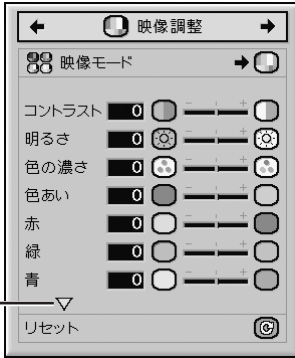 映像調整
映像モード
コントラスト 0 - +
明るさ 0 - +
色の濃さ 0 - +
色あい 0 - +
赤 0 - +
緑 0 - +
青 0 - +
リセット